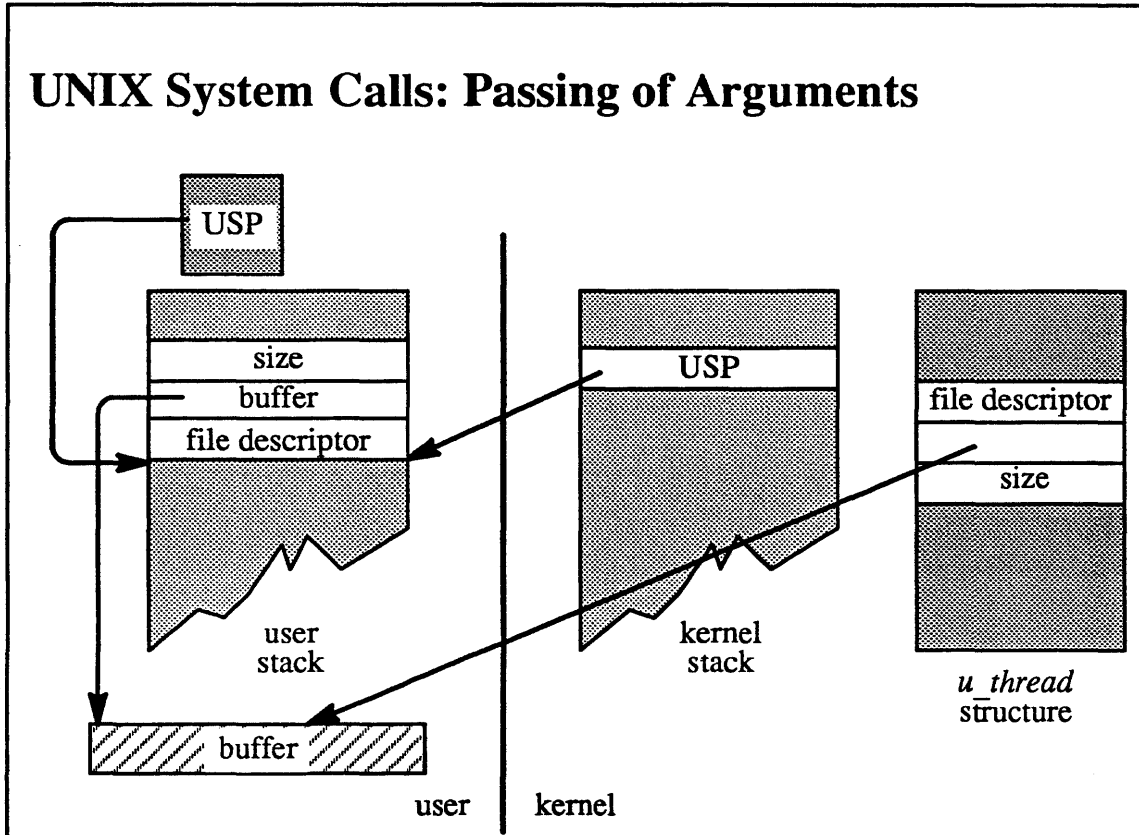 UNIX System Calls: Passing of Arguments
USP
size
buffer
file descriptor
user
stack
buffer
user
USP
kernel
stack
file descriptor
size
u_thread
structure
kernel